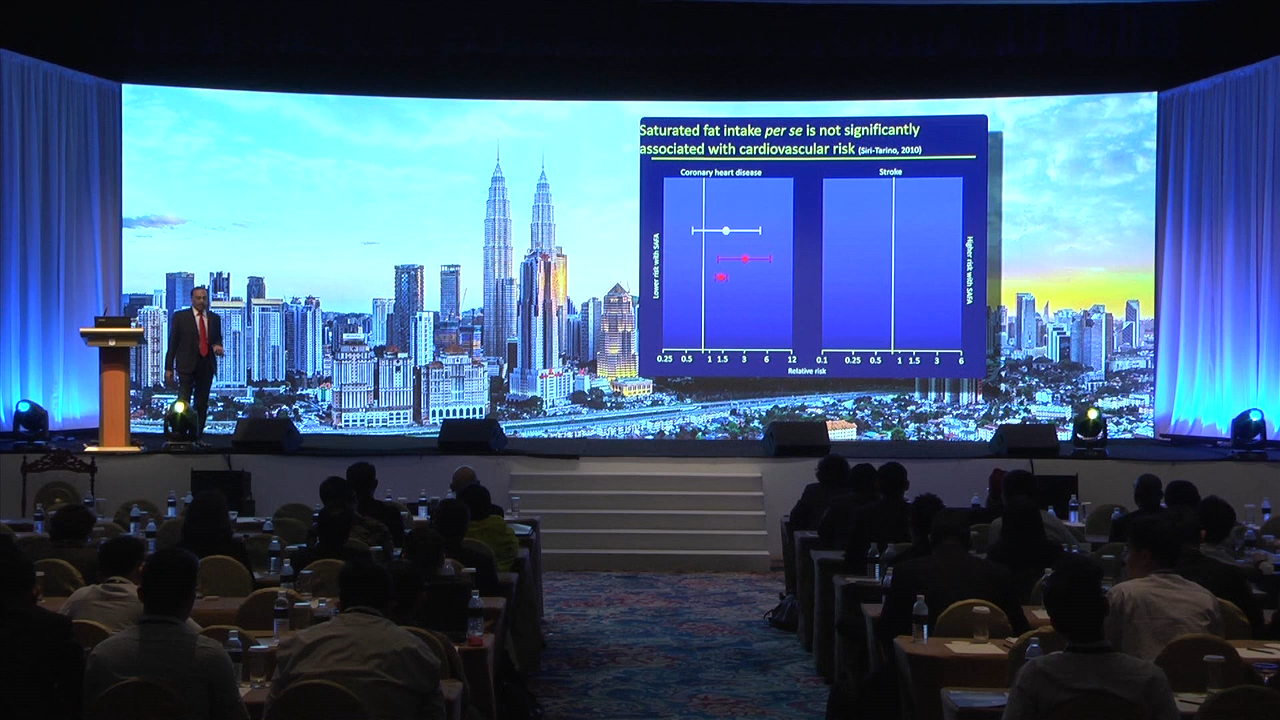 Saturated fat intake per se is not significantly
associated with cardiovascular risk (Siri-Tarino, 2010)
Coronary heart disease
Stroke
Lower risk with SAFA
Higher risk with SAFA
0.25 0.5 1 1.5 3 6 12
0.1 0.25 0.5 1 1.5 3 6
Relative risk